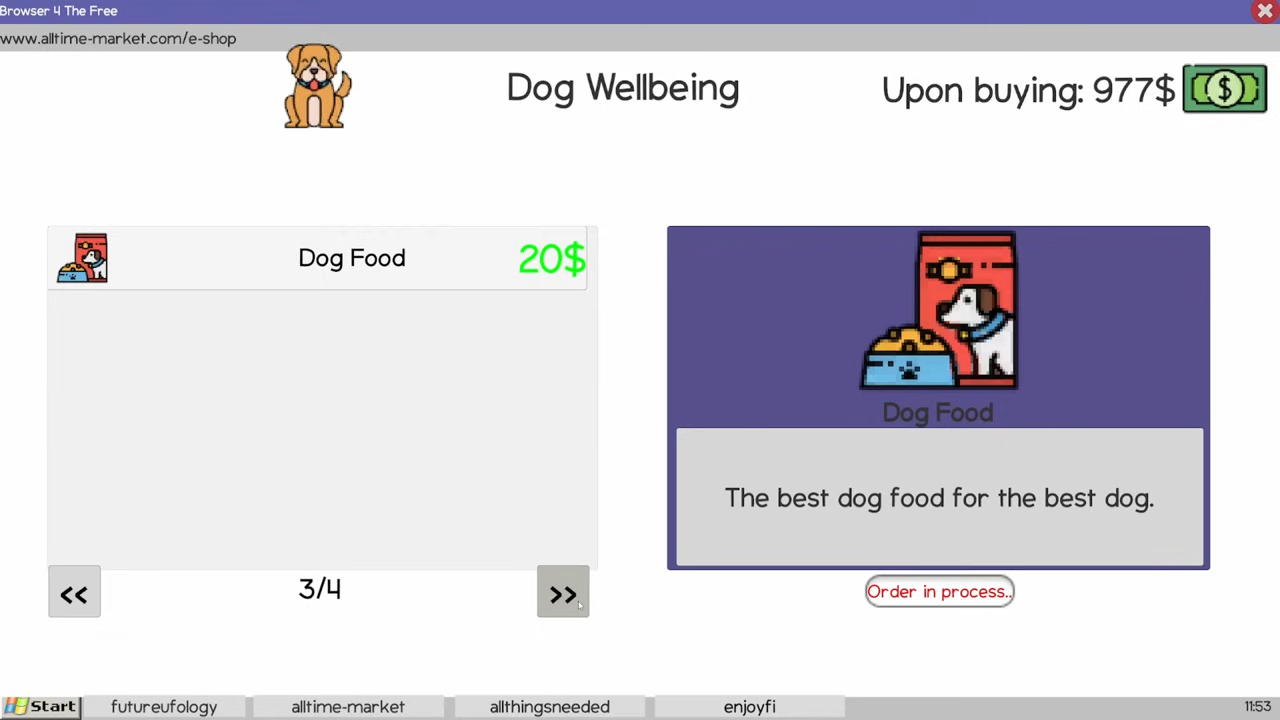 Browser 4 The Free
www.alltime-market.com/e-shop
Dog Wellbeing
Upon buying: 977$
Dog Food
20$
Dog Food
The best dog food for the best dog.
<<
3/4
>>
Order in process..
Start
futureufology
alltime-market
allthingsneeded
enjoyfi
11:53